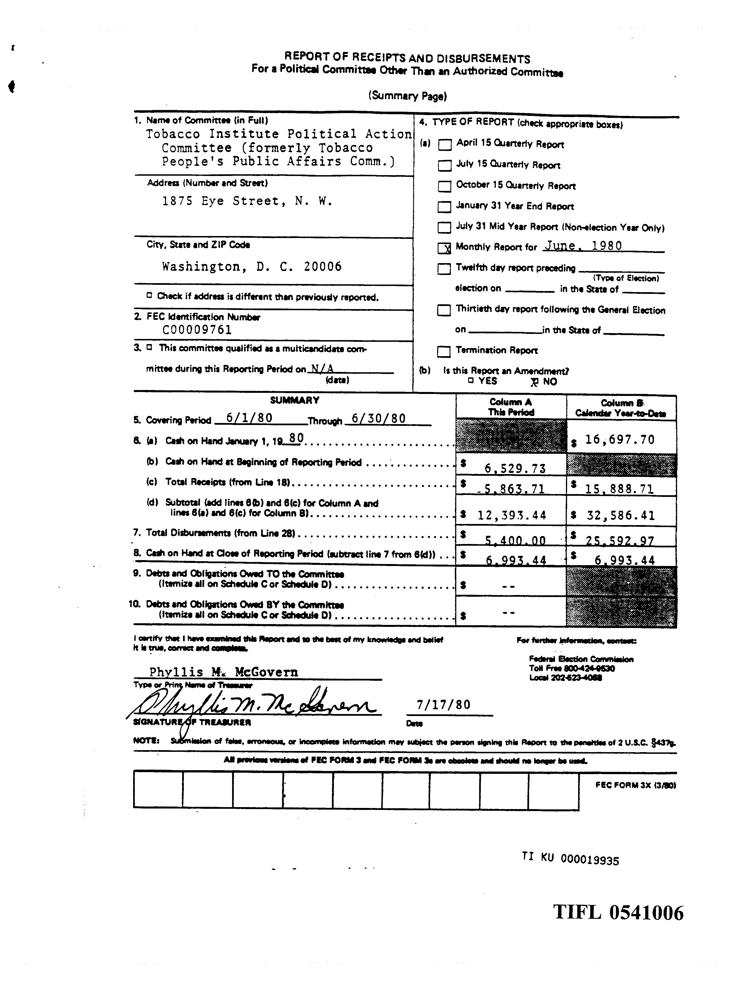 REPORT OF RECEIPTS AND DISBURSEMENTS
For a Political Committee Other Than an Authorized Committee
(Summary Page)
1. Name of Committee (in Full)
Tobacco Institute Political Action
Committee (formerly Tobacco
People's Public Affairs Comm.)
Address (Number and Street)
1875 Eye Street, N. W.
City, State and ZIP Code
Washington, D. C. 20006
Check if address is different than previously reported.
2. FEC Identification Number
C00009761
3. This committee qualified as a multicandidate com-
mittee during this Reporting Period on N/A
(date)
4. TYPE OF REPORT (check appropriate boxes)
(a) April 15 Quarterly Report
July 15 Quarterly Report
October 15 Quarterly Report
January 31 Year End Report
July 31 Mid Year Report (Non-election Year Only)
X Monthly Report for June, 1980
Twelfth day report preceding
(Type of Election)
election on in the State of
Thirtieth day report following the General Election
on in the State of
Termination Report
(b) Is this Report an Amendment?
YES X NO
SUMMARY
Column A
This Period
Column B
Calendar Year-to-Date
5. Covering Period 6/1/80 Through 6/30/80
6. (a) Cash on Hand January 1, 19 80 $ 16,697.70
(b) Cash on Hand at Beginning of Reporting Period $ 6,529.73
(c) Total Receipts (from Line 18) $ 5,863.71 $ 15,888.71
(d) Subtotal (add lines 6(b) and 6(c) for Column A and
lines 6(a) and 6(c) for Column B) $ 12,393.44 $ 32,586.41
7. Total Disbursements (from Line 28) $ 5,400.00 $ 25,592.97
8. Cash on Hand at Close of Reporting Period (subtract line 7 from 6(d)) $ 6,993.44 $ 6,993.44
9. Debts and Obligations Owed TO the Committee
(Itemize all on Schedule C or Schedule D) $ --
10. Debts and Obligations Owed BY the Committee
(Itemize all on Schedule C or Schedule D) $ --
I certify that I have examined this Report and to the best of my knowledge and belief
it is true, correct and complete.
For further information, contact:
Federal Election Commission
Toll Free 800-424-9530
Local 202-523-4068
Phyllis M. McGovern
Type or Print Name of Treasurer
Phyllis M. McGovern 7/17/80
SIGNATURE OF TREASURER Date
NOTE: Submission of false, erroneous, or incomplete information may subject the person signing this Report to the penalties of 2 U.S.C. §437g.
All previous versions of FEC FORM 3 and FEC FORM 3a are obsolete and should no longer be used.
FEC FORM 3X (3/80)
TI KU 000019935
TIFL 0541006